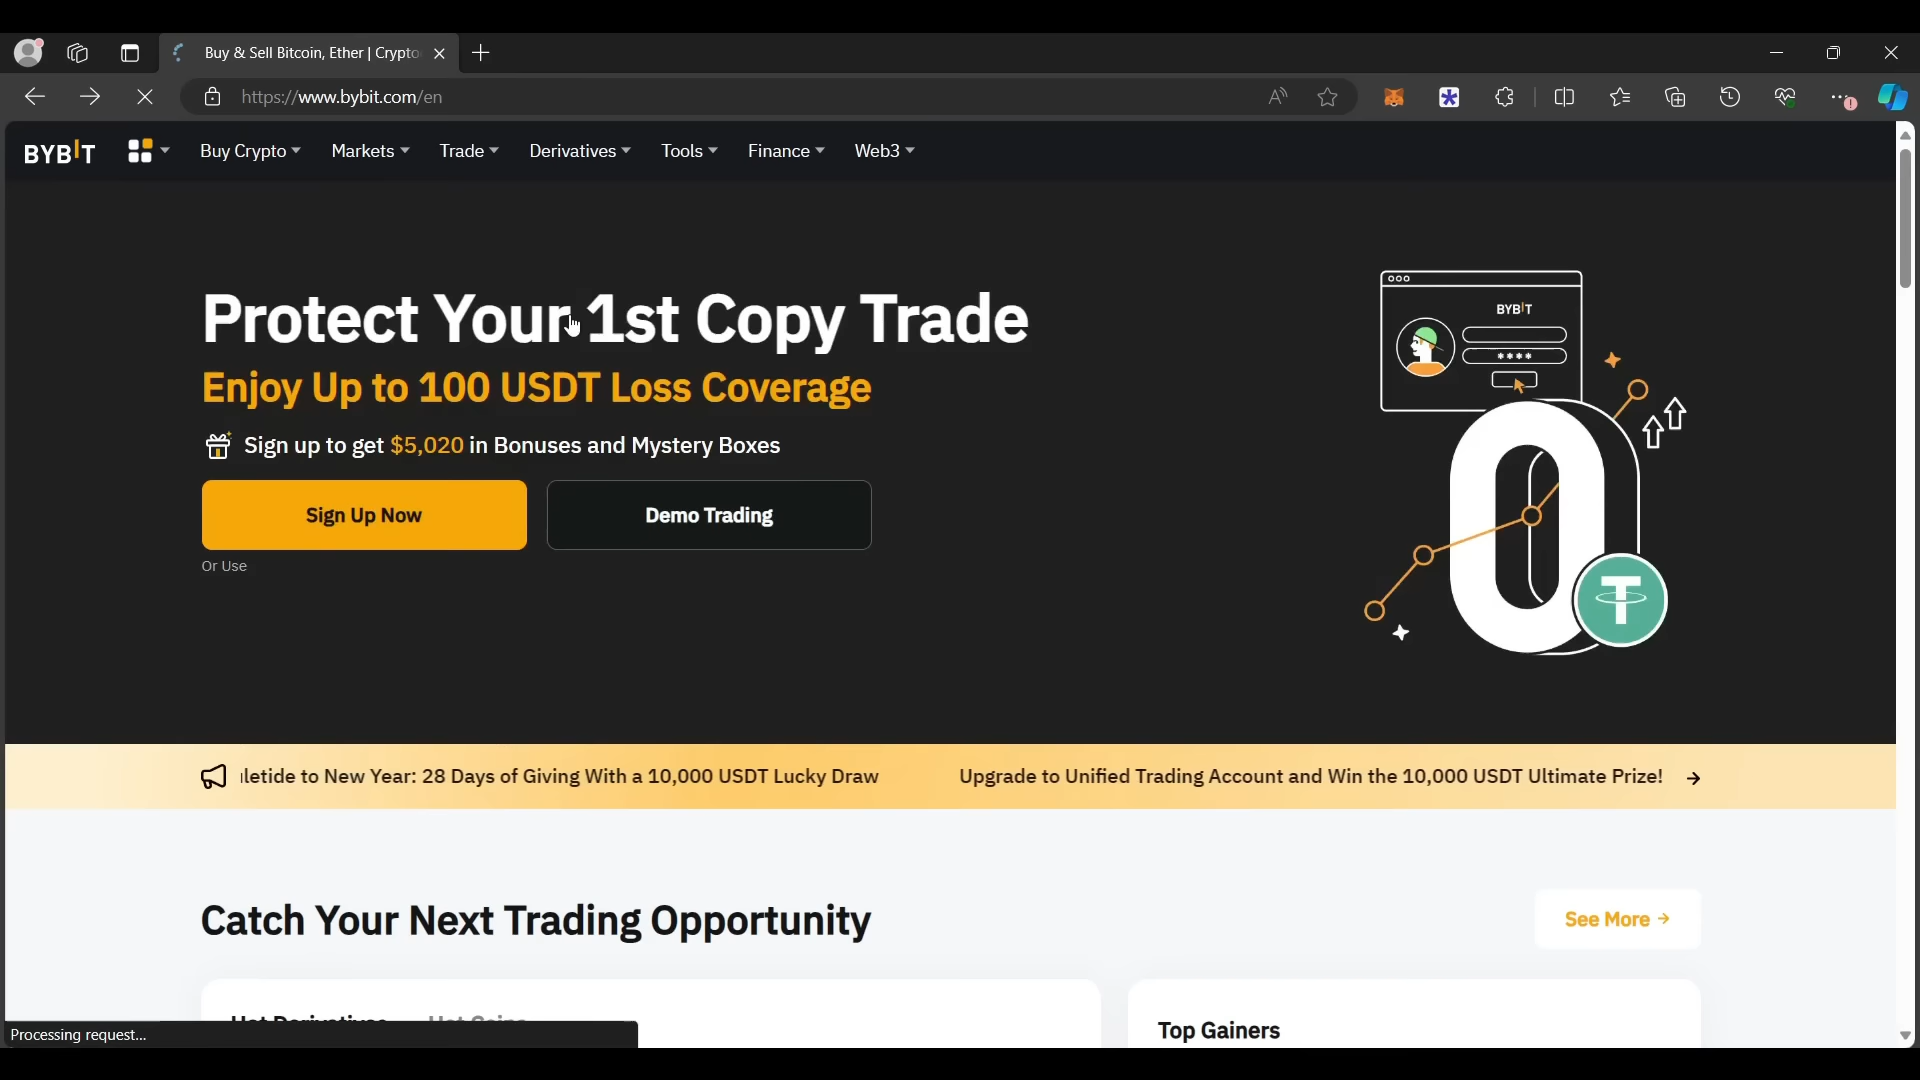 Buy & Sell Bitcoin, Ether | Crypto
https://www.bybit.com/en
BYBIT
Buy Crypto
Markets
Trade
Derivatives
Tools
Finance
Web3
Protect Your 1st Copy Trade
Enjoy Up to 100 USDT Loss Coverage
Sign up to get $5,020 in Bonuses and Mystery Boxes
Sign Up Now
Demo Trading
Or Use
BYBIT
****
0
letide to New Year: 28 Days of Giving With a 10,000 USDT Lucky Draw
Upgrade to Unified Trading Account and Win the 10,000 USDT Ultimate Prize! →
Catch Your Next Trading Opportunity
See More →
Hot Derivatives
Hot Coins
Top Gainers
Processing request...